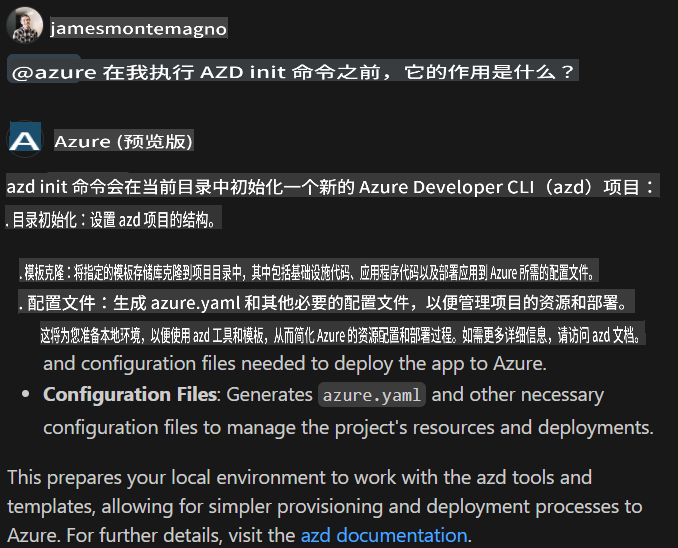 jamesmontemagno
@azure 在我执行 AZD init 命令之前，它的作用是什么？
Azure (预览版)
azd init 命令会在当前目录中初始化一个新的 Azure Developer CLI（azd）项目：
. 目录初始化：设置 azd 项目的结构。
. 模板克隆：将指定的模板存储库克隆到项目目录中，其中包括基础设施代码、应用程序代码以及部署应用到 Azure 所需的配置文件。
. 配置文件：生成 azure.yaml 和其他必要的配置文件，以便管理项目的资源和部署。
这将为您准备本地环境，以便使用 azd 工具和模板，从而简化 Azure 的资源配置和部署过程。如需更多详细信息，请访问 azd 文档。
and configuration files needed to deploy the app to Azure.
• Configuration Files: Generates azure.yaml and other necessary
configuration files to manage the project's resources and deployments.
This prepares your local environment to work with the azd tools and
templates, allowing for simpler provisioning and deployment processes to
Azure. For further details, visit the azd documentation.